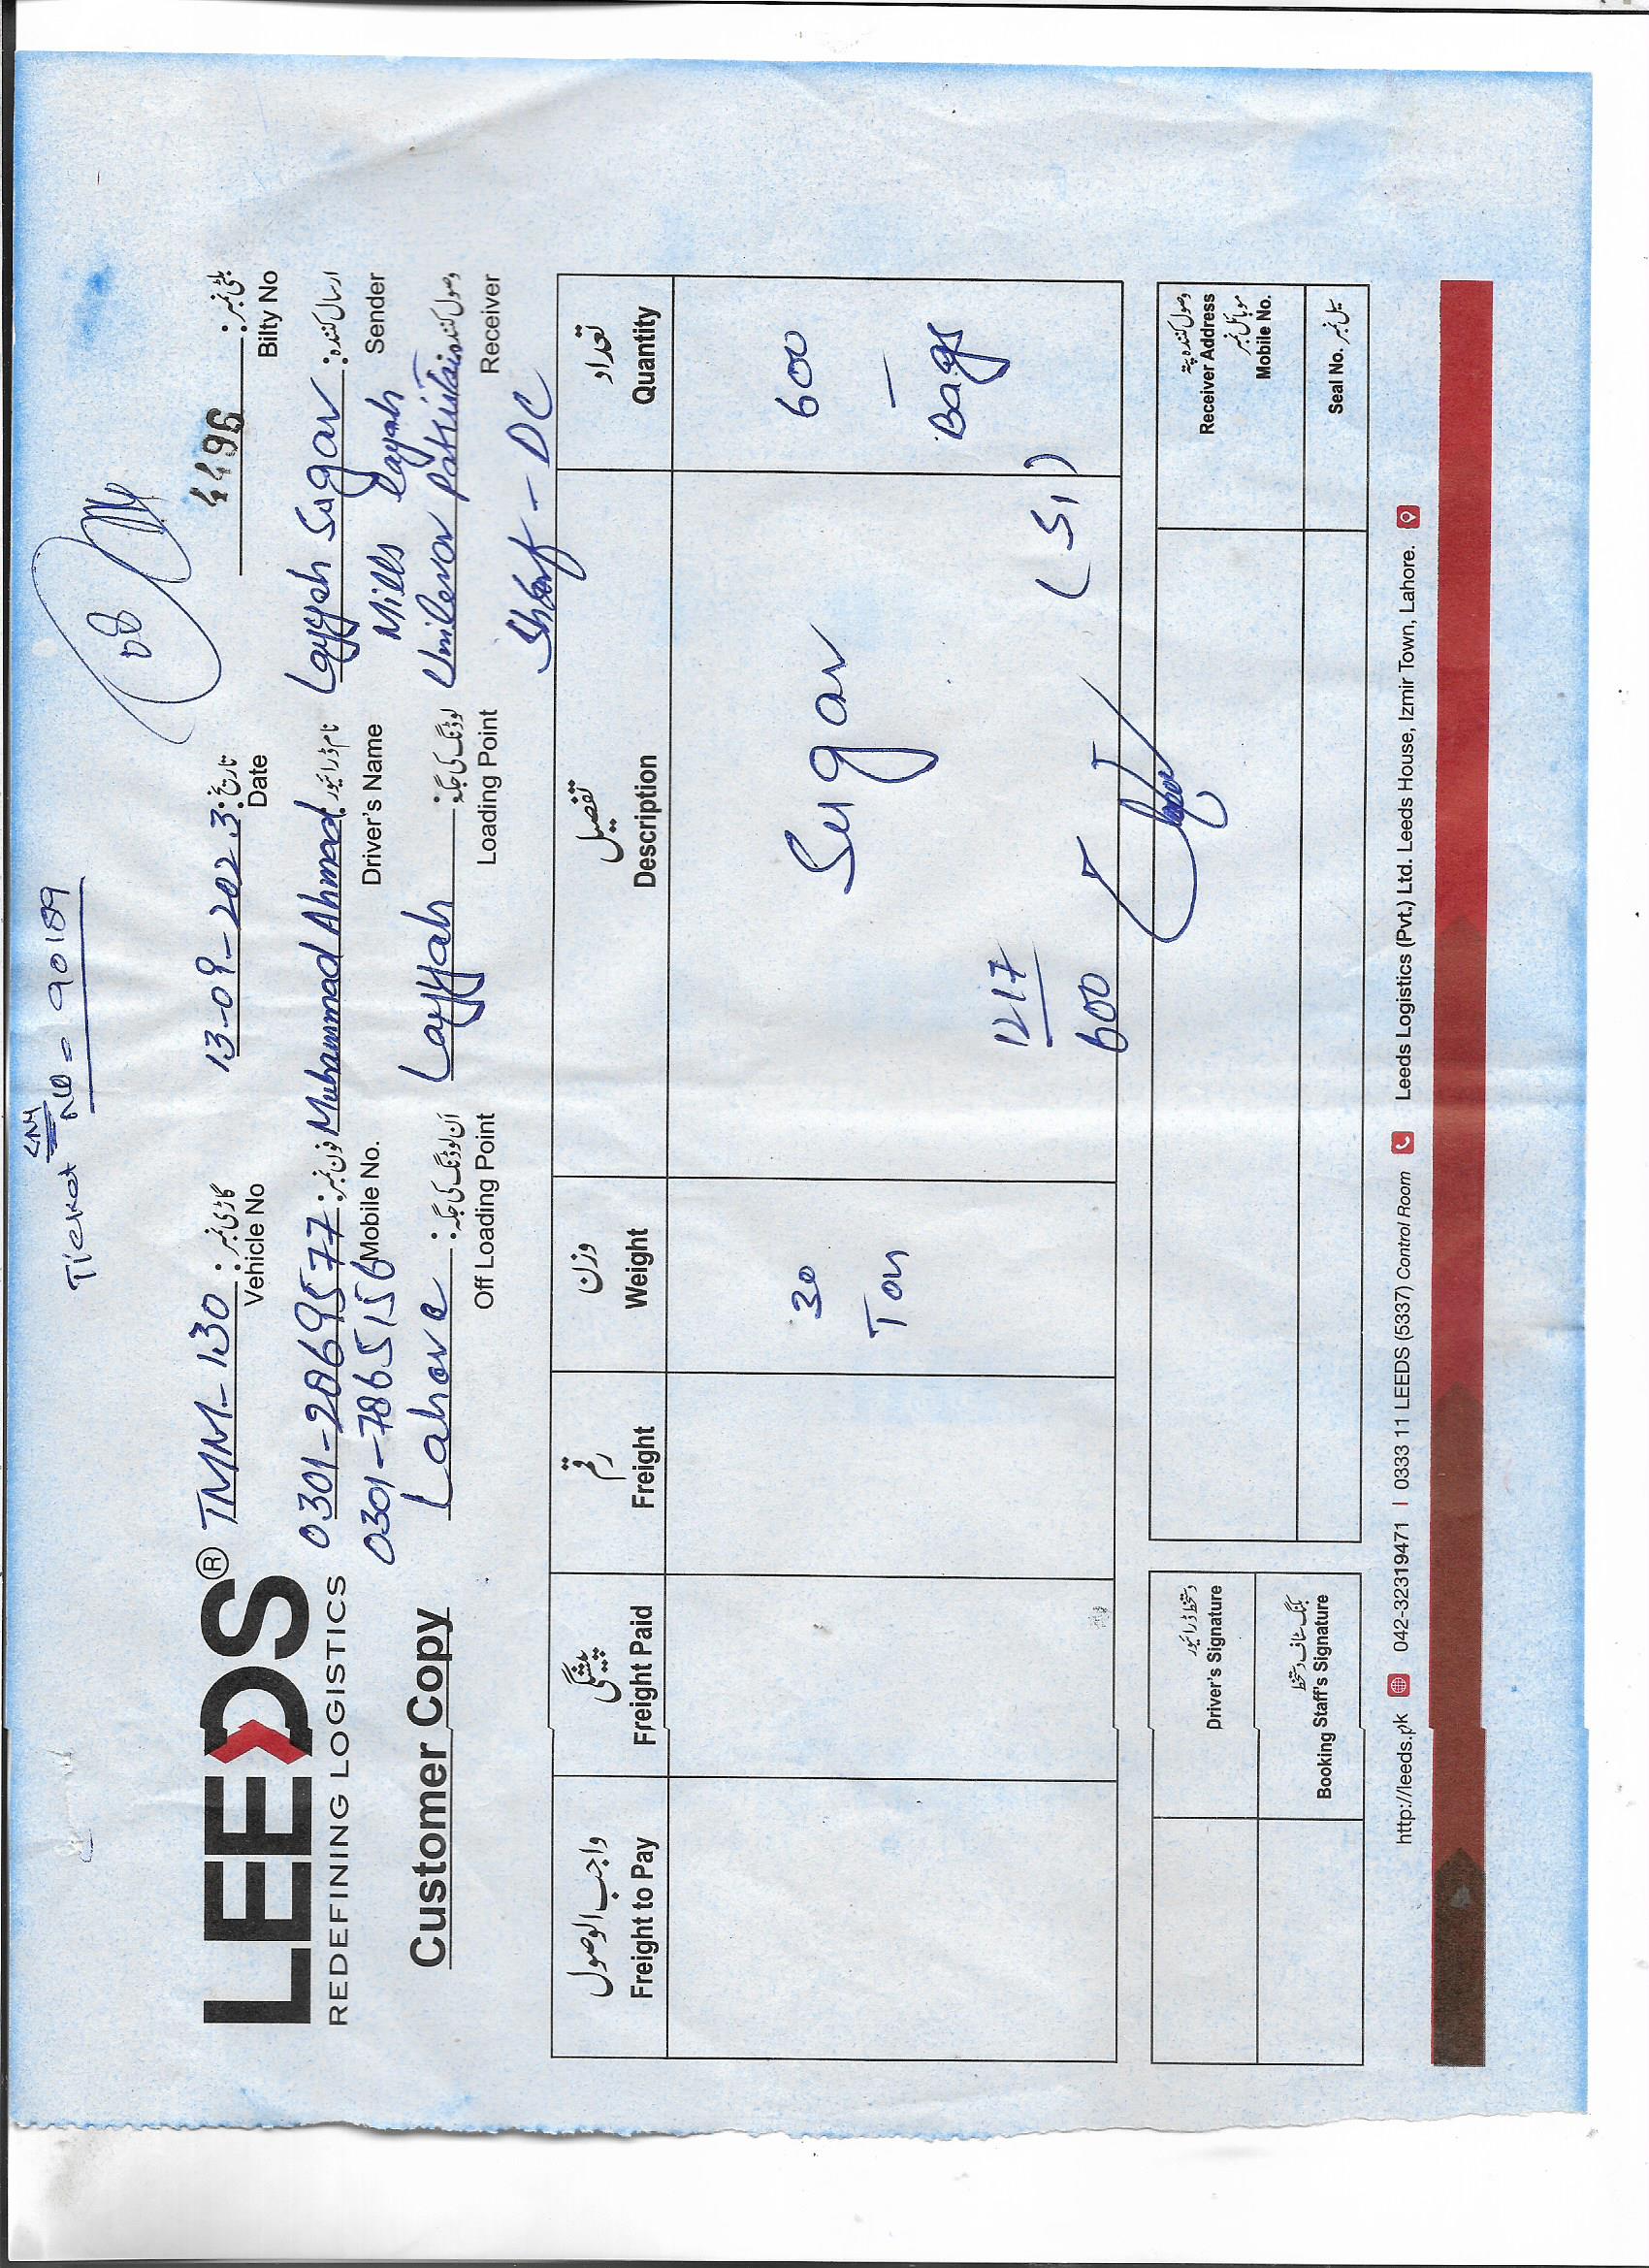 Ticket No = 90189
08
LEEDS®
REDEFINING LOGISTICS
Customer Copy
TMM-130 : گاڑی نمبر
Vehicle No
13-09-2023 : تاریخ
Date
4496 : بلٹی نمبر
Bilty No
0301-2869577 : فون نمبر
0301-7865156 Mobile No.
Muhammad Ahmad : نام ڈرائیور
Driver's Name
Layyah Sugar : ارسال کنندہ
Mills layah Sender
Lahore : آن لوڈنگ کی جگہ
Off Loading Point
Layyah : لوڈنگ کی جگہ
Loading Point
Unilever Pakistan وصول کنندہ
Receiver
DC
واجب الوصول پیشگی رقم وزن تفصیل تعداد
Freight to Pay Freight Paid Freight Weight Description Quantity
30 Ton
Sugar
600 — Bags
1217
600
(S1)
دستخط ڈرائیور
Driver's Signature
بکنگ سٹاف دستخط
Booking Staff's Signature
وصول کنندہ پتہ
Receiver Address
موبائل نمبر
Mobile No.
Seal No. سیل نمبر
http://leeds.pk 042-32319471 | 0333 11 LEEDS (5337) Control Room Leeds Logistics (Pvt.) Ltd. Leeds House, Izmir Town, Lahore.